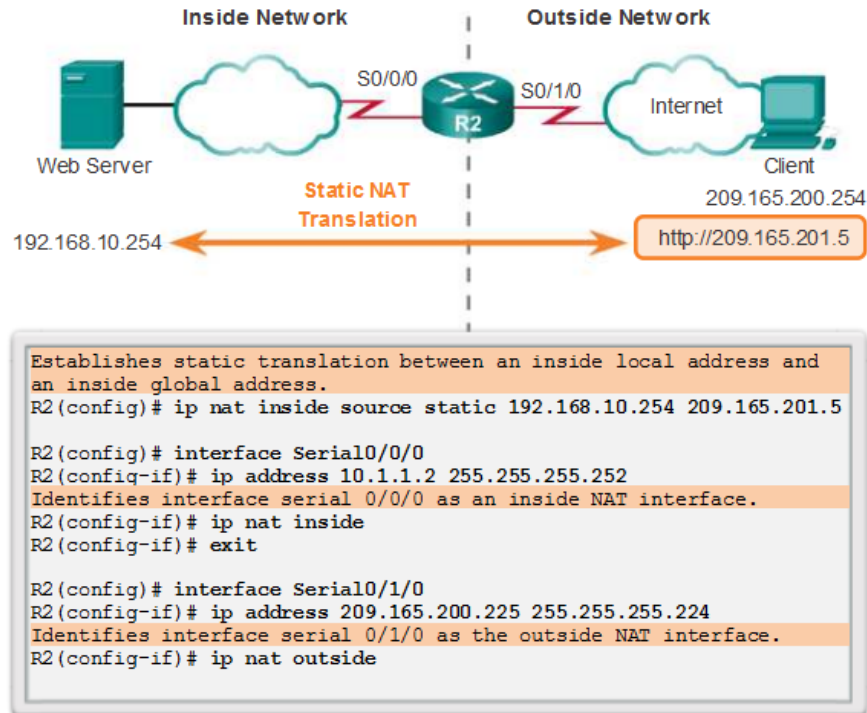 Inside Network
Outside Network
S0/0/0
S0/1/0
Internet
R2
Web Server
Client
209.165.200.254
Static NAT
Translation
192.168.10.254
http://209.165.201.5
Establishes static translation between an inside local address and
an inside global address.
R2(config)# ip nat inside source static 192.168.10.254 209.165.201.5
R2(config)# interface Serial0/0/0
R2(config-if)# ip address 10.1.1.2 255.255.255.252
Identifies interface serial 0/0/0 as an inside NAT interface.
R2(config-if)# ip nat inside
R2(config-if)# exit
R2(config)# interface Serial0/1/0
R2(config-if)# ip address 209.165.200.225 255.255.255.224
Identifies interface serial 0/1/0 as the outside NAT interface.
R2(config-if)# ip nat outside